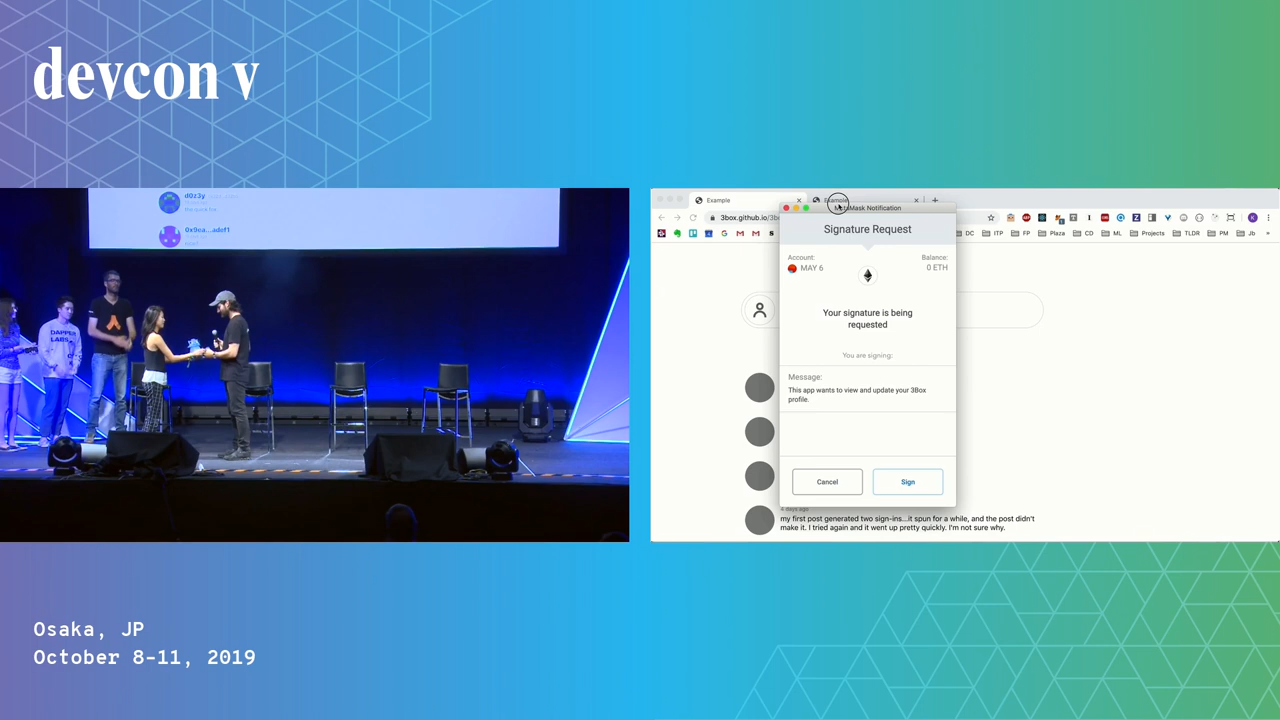 devcon v
d0z3y
0x9ea...adef1
DAPPER
LABS
Example
Example
MetaMask Notification
3box.github.io/3b
Signature Request
DC
ITP
FP
Plaza
CD
ML
Projects
TLDR
PM
Jb
»
Account:
MAY 6
Balance:
0 ETH
Your signature is being
requested
You are signing:
Message:
This app wants to view and update your 3Box
profile.
Cancel
Sign
4 days ago
my first post generated two sign-ins...it spun for a while, and the post didn't
make it. I tried again and it went up pretty quickly. I'm not sure why.
Osaka, JP
October 8-11, 2019